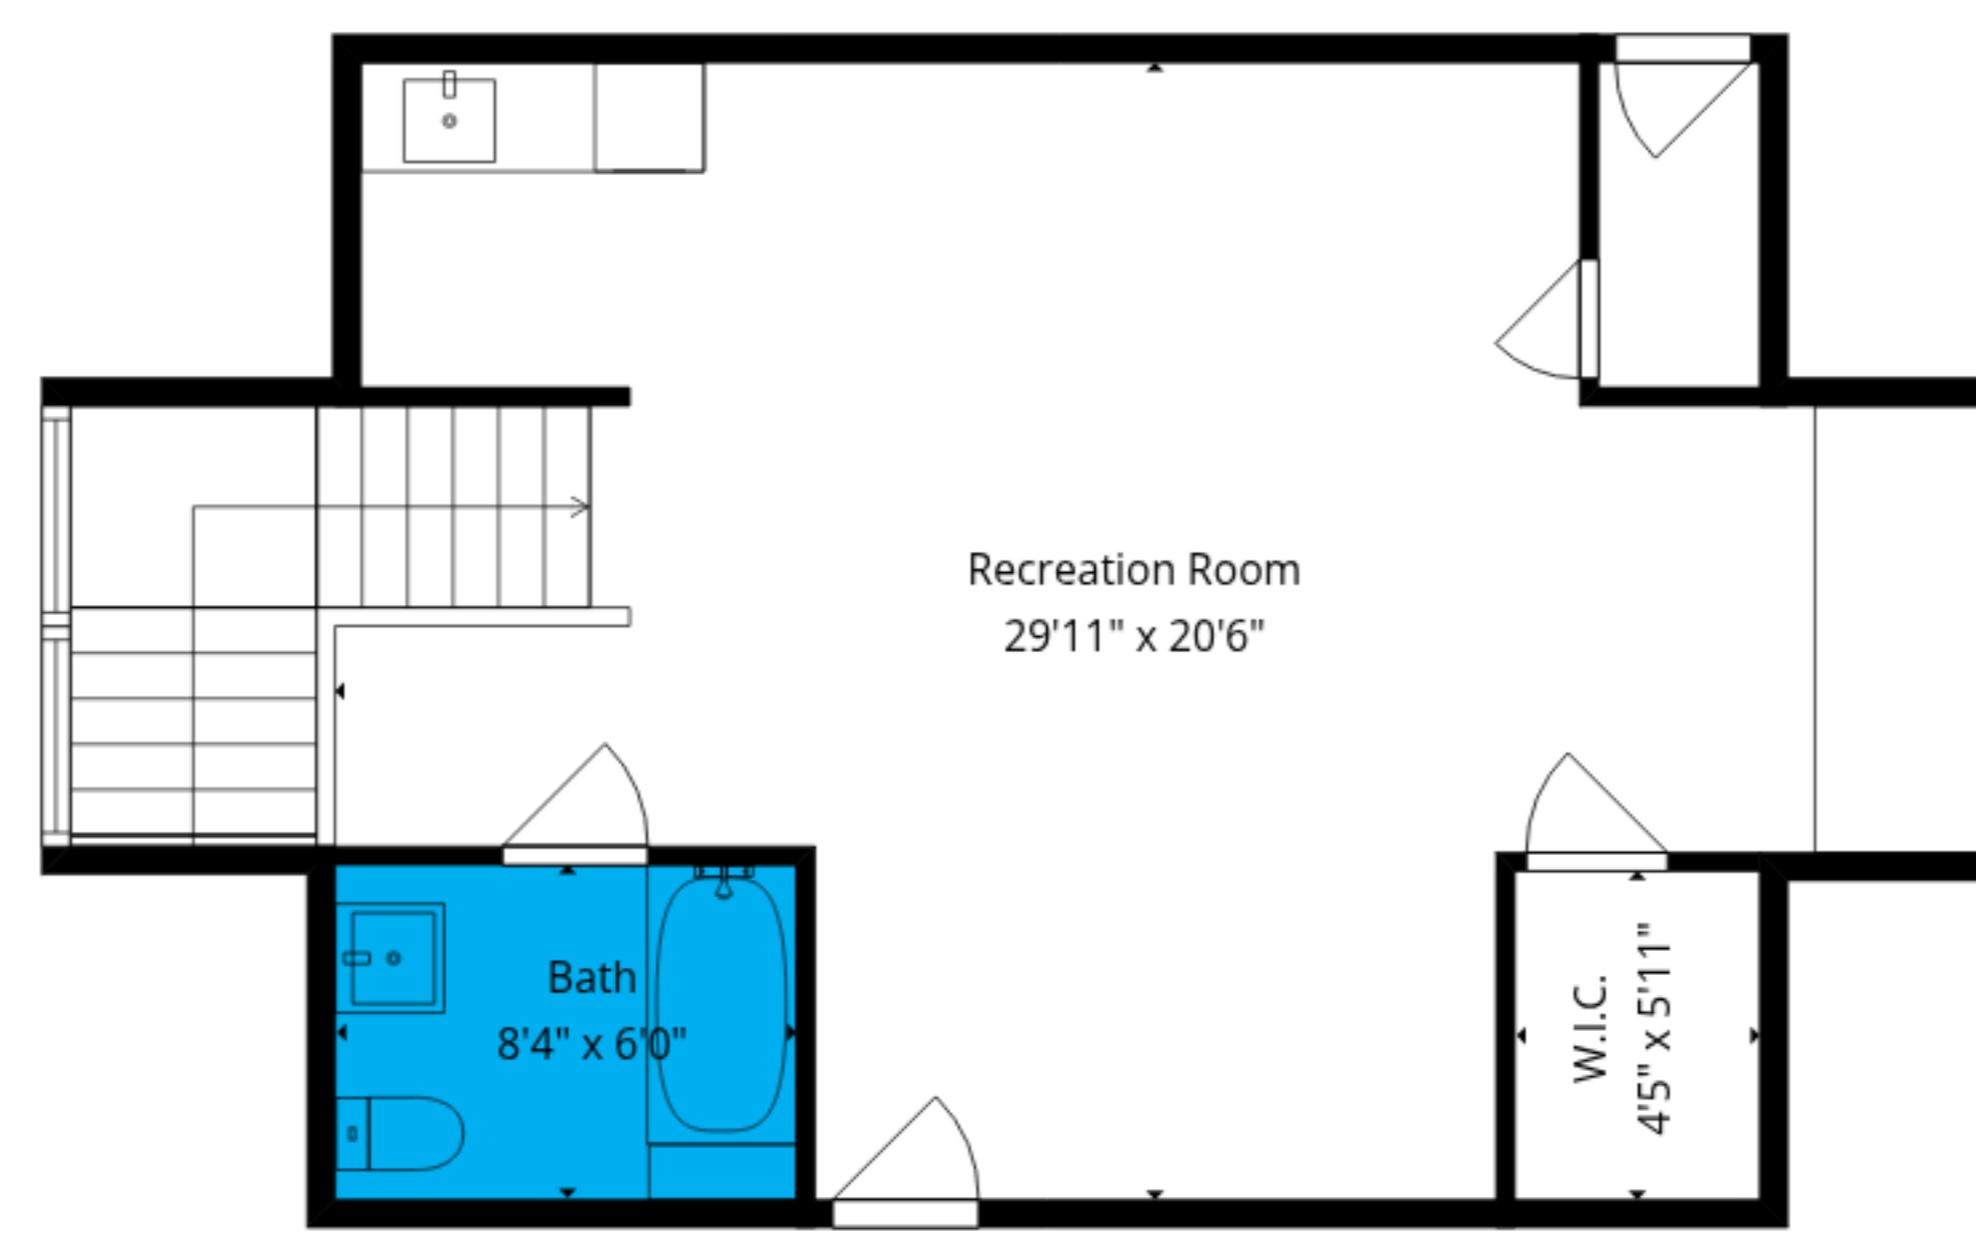 Recreation Room
29'11" x 20'6"
Bath
8'4" x 6'0"
W.I.C.
4'5" x 5'11"